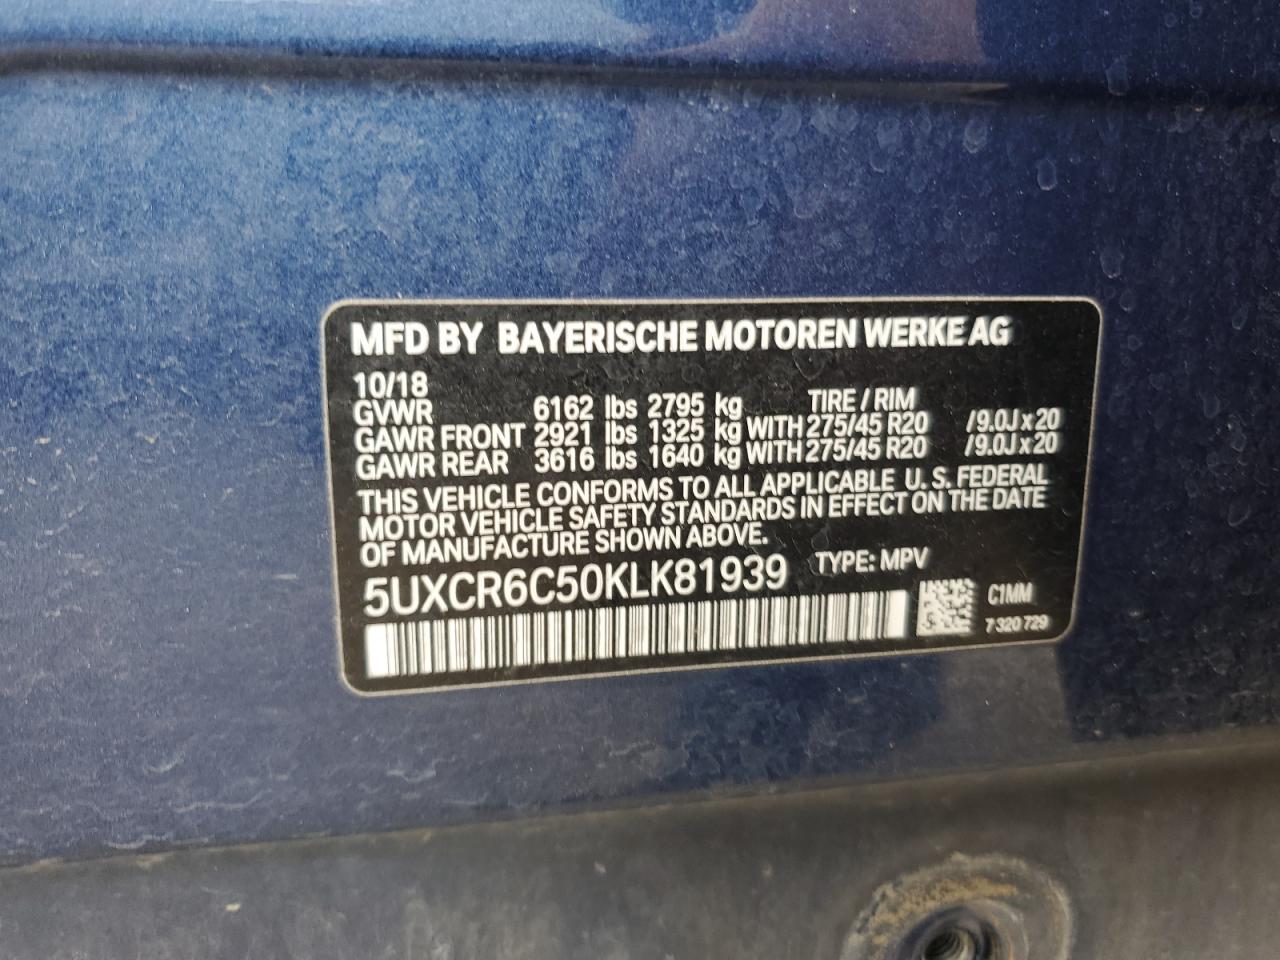 MFD BY BAYERISCHE MOTOREN WERKE AG
10/18
GVWR 6162 lbs 2795 kg TIRE / RIM
GAWR FRONT 2921 lbs 1325 kg WITH 275/45 R20 /9.0J x 20
GAWR REAR 3616 lbs 1640 kg WITH 275/45 R20 /9.0J x 20
THIS VEHICLE CONFORMS TO ALL APPLICABLE U. S. FEDERAL
MOTOR VEHICLE SAFETY STANDARDS IN EFFECT ON THE DATE
OF MANUFACTURE SHOWN ABOVE.
5UXCR6C50KLK81939 TYPE: MPV
C1MM
7 320 729